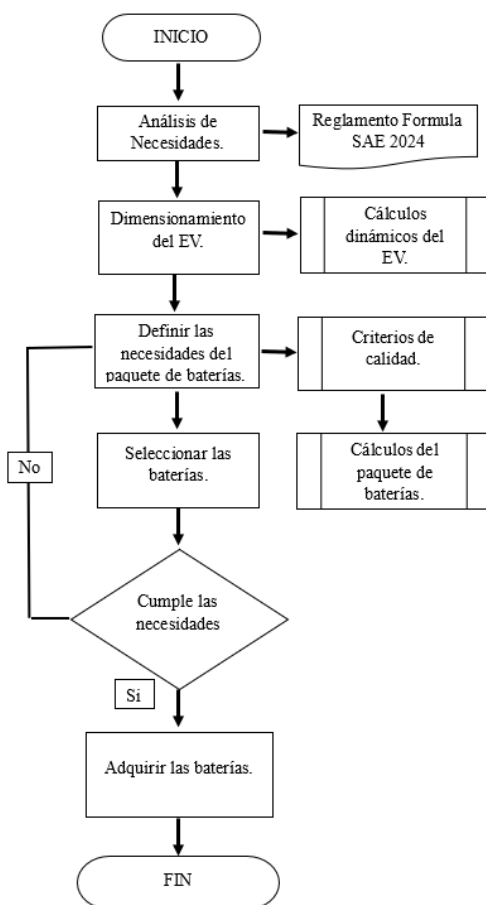 INICIO
Análisis de
Necesidades.
Reglamento Formula
SAE 2024
Dimensionamiento
del EV.
Cálculos
dinámicos del
EV.
Definir las
necesidades del
paquete de baterías.
Criterios de
calidad.
Seleccionar las
baterías.
Cálculos del
paquete de
baterías.
No
Cumple las
necesidades
Si
Adquirir las baterías.
FIN